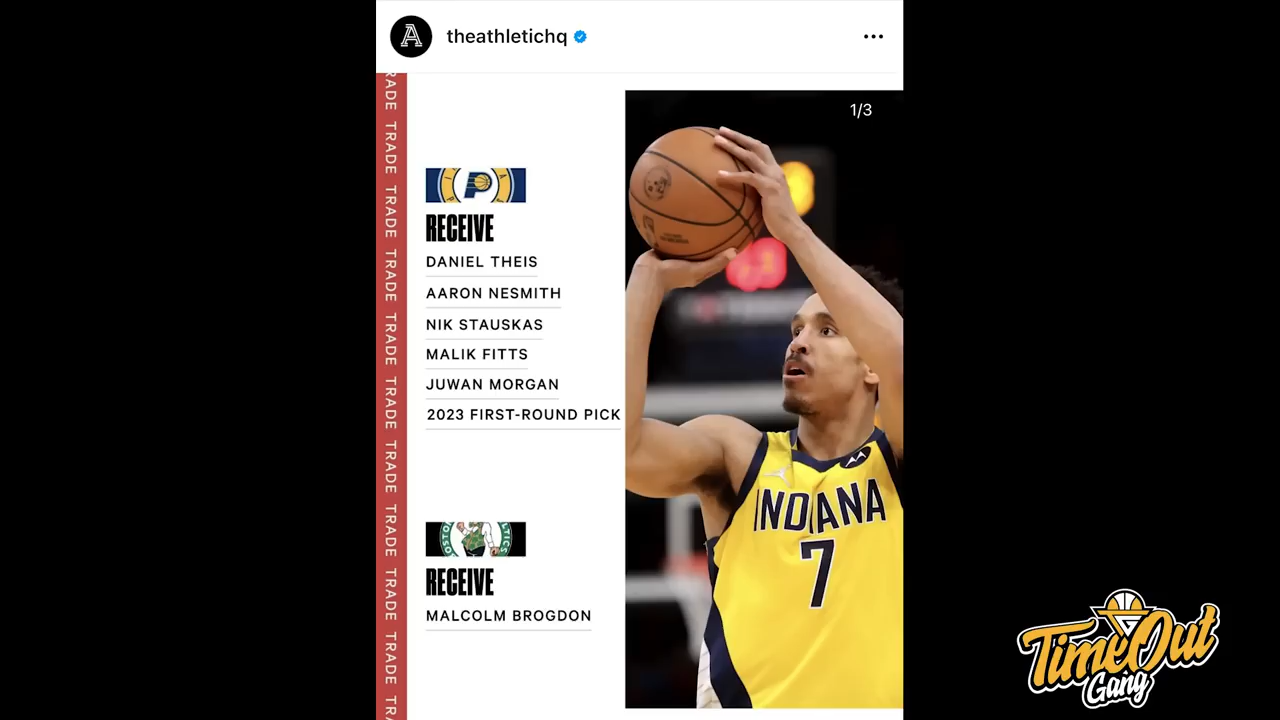 theathletichq
1/3
TRADE TRADE TRADE TRADE TRADE TRADE TRADE TRADE TRADE
RECEIVE
DANIEL THEIS
AARON NESMITH
NIK STAUSKAS
MALIK FITTS
JUWAN MORGAN
2023 FIRST-ROUND PICK
RECEIVE
MALCOLM BROGDON
INDIANA
7
TimeOut
Gang